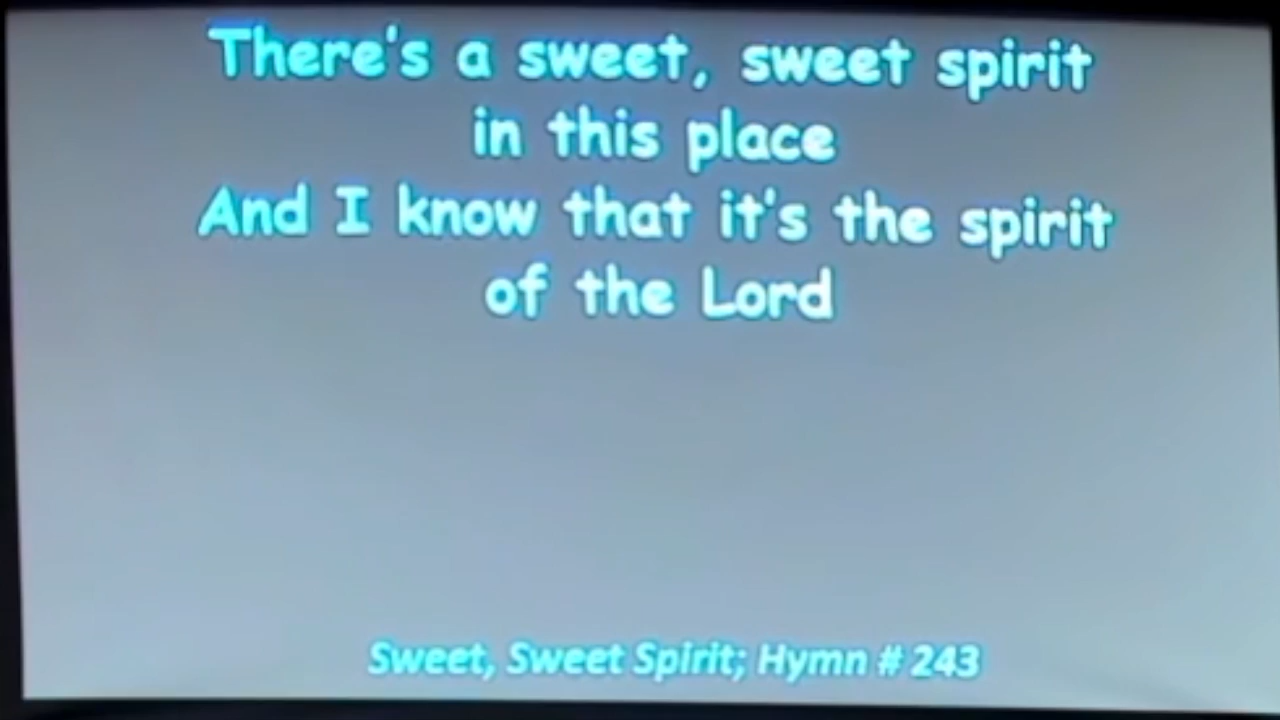 There's a sweet, sweet spirit
in this place
And I know that it's the spirit
of the Lord
Sweet, Sweet Spirit; Hymn # 243